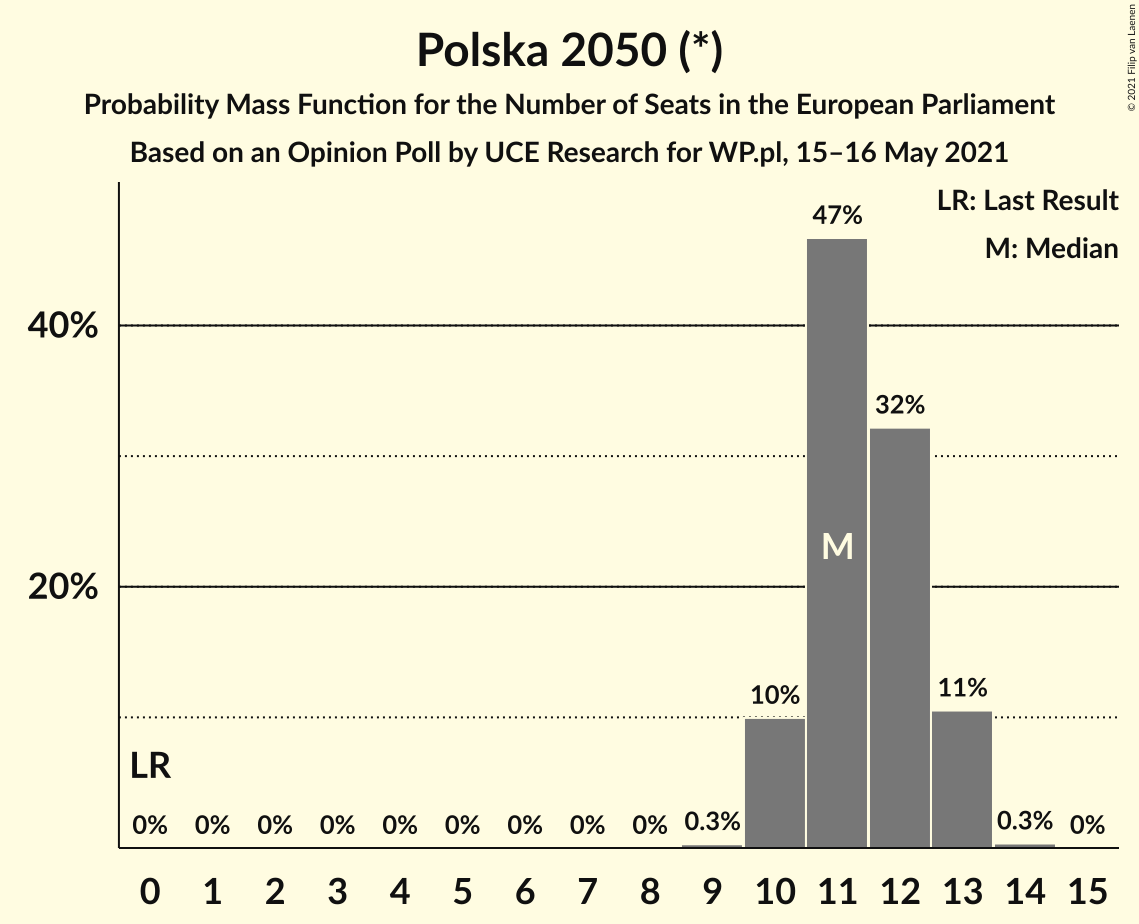 Polska 2050 (*)
Probability Mass Function for the Number of Seats in the European Parliament
Based on an Opinion Poll by UCE Research for WP.pl, 15–16 May 2021
© 2021 Filip van Laenen
LR: Last Result
M: Median
47%
40%
32%
M
20%
10%
11%
LR
0% 0% 0% 0% 0% 0% 0% 0% 0% 0.3% 0.3% 0%
0 1 2 3 4 5 6 7 8 9 10 11 12 13 14 15